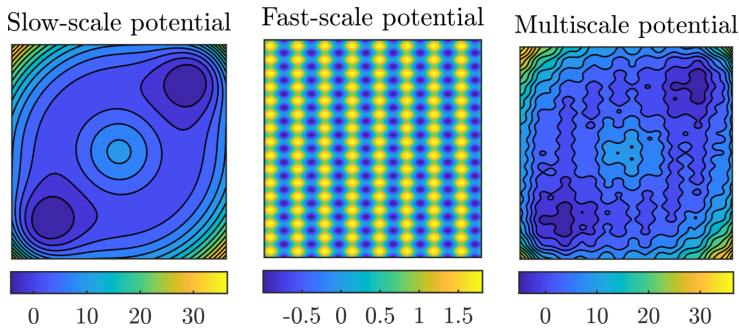 Slow-scale potential
Fast-scale potential
Multiscale potential
0 10 20 30
-0.5 0 0.5 1 1.5
0 10 20 30